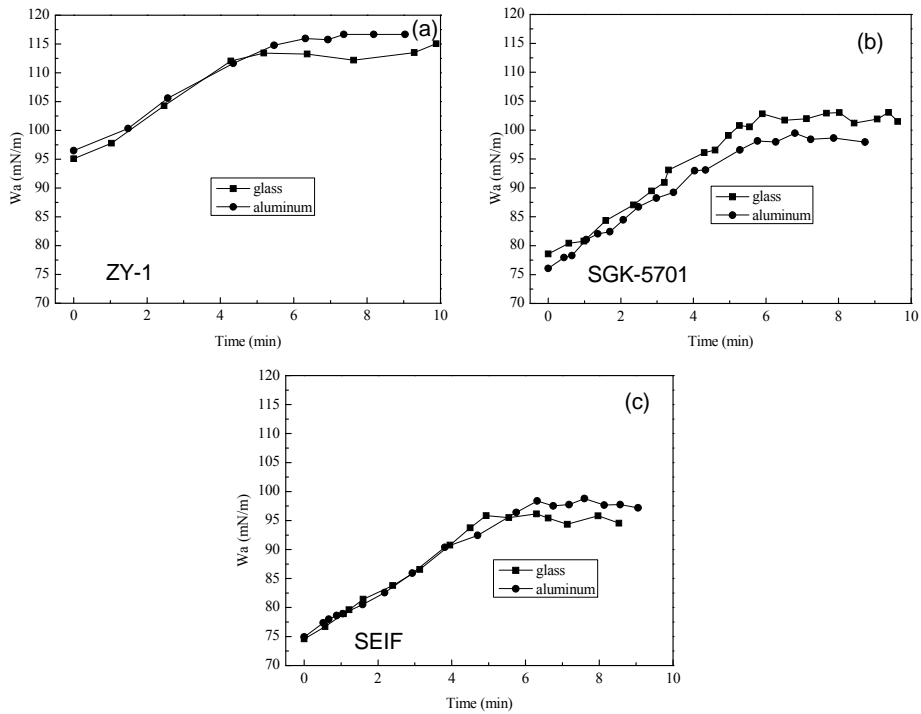 (a)
120
115
110
105
100
95
90
85
80
75
70
Wa (mN/m)
glass
aluminum
ZY-1
0 2 4 6 8 10
Time (min)
(b)
120
115
110
105
100
95
90
85
80
75
70
Wa (mN/m)
glass
aluminum
SGK-5701
0 2 4 6 8 10
Time (min)
(c)
120
115
110
105
100
95
90
85
80
75
70
Wa (mN/m)
glass
aluminum
SEIF
0 2 4 6 8 10
Time (min)